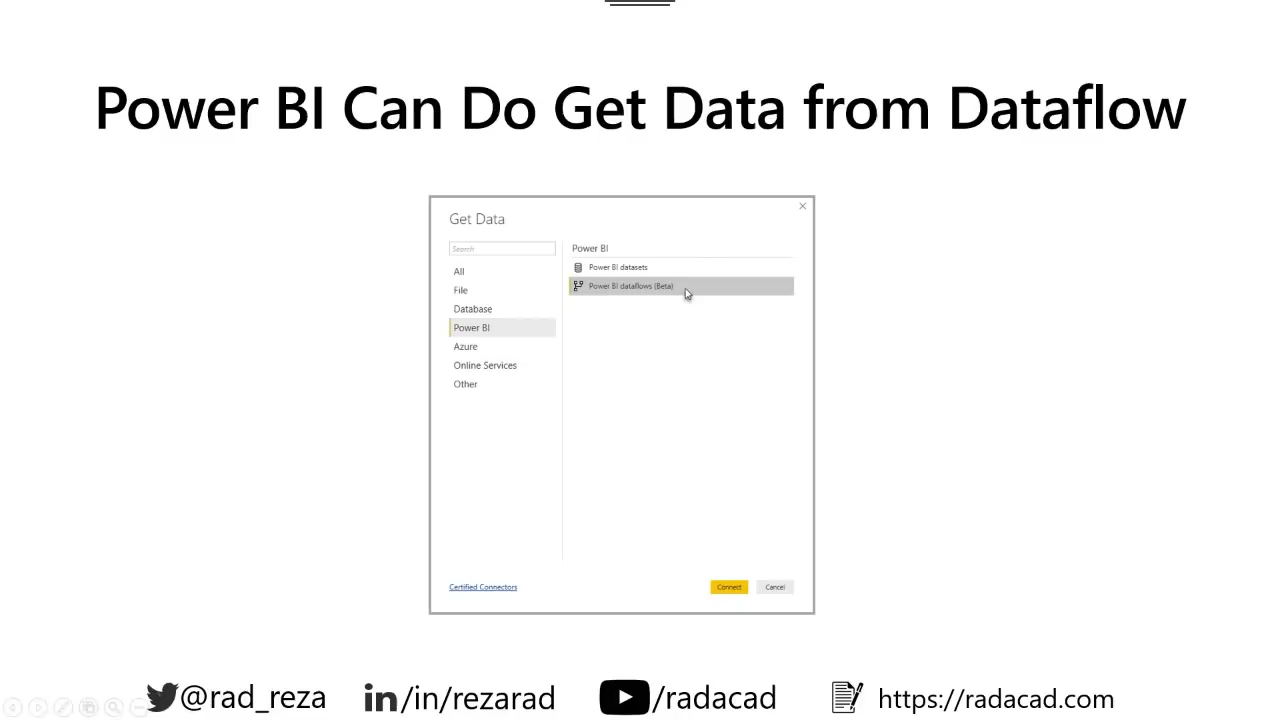 Power BI Can Do Get Data from Dataflow
Get Data
Search
All
File
Database
Power BI
Azure
Online Services
Other
Power BI
Power BI datasets
Power BI dataflows (Beta)
Certified Connectors
Connect
Cancel
@rad_reza
in/in/rezarad
/radacad
https://radacad.com